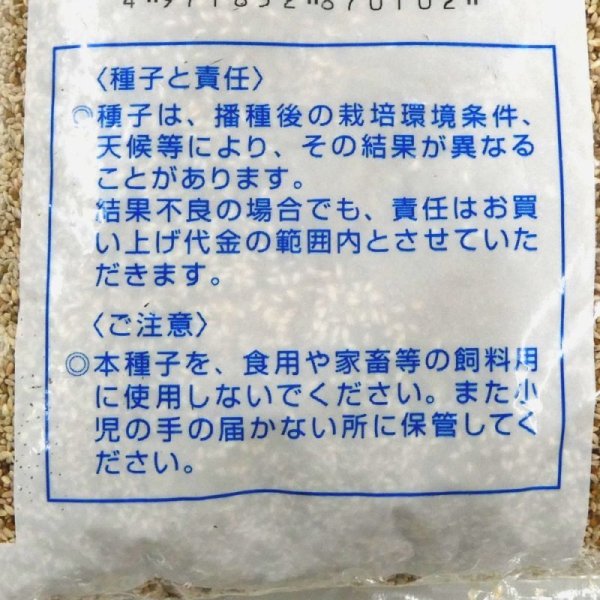 4"971852"870102"
〈種子と責任〉
◎種子は、播種後の栽培環境条件、
天候等により、その結果が異なる
ことがあります。
結果不良の場合でも、責任はお買
い上げ代金の範囲内とさせていた
だきます。
〈ご注意〉
◎本種子を、食用や家畜等の飼料用
に使用しないでください。また小
児の手の届かない所に保管してく
ださい。